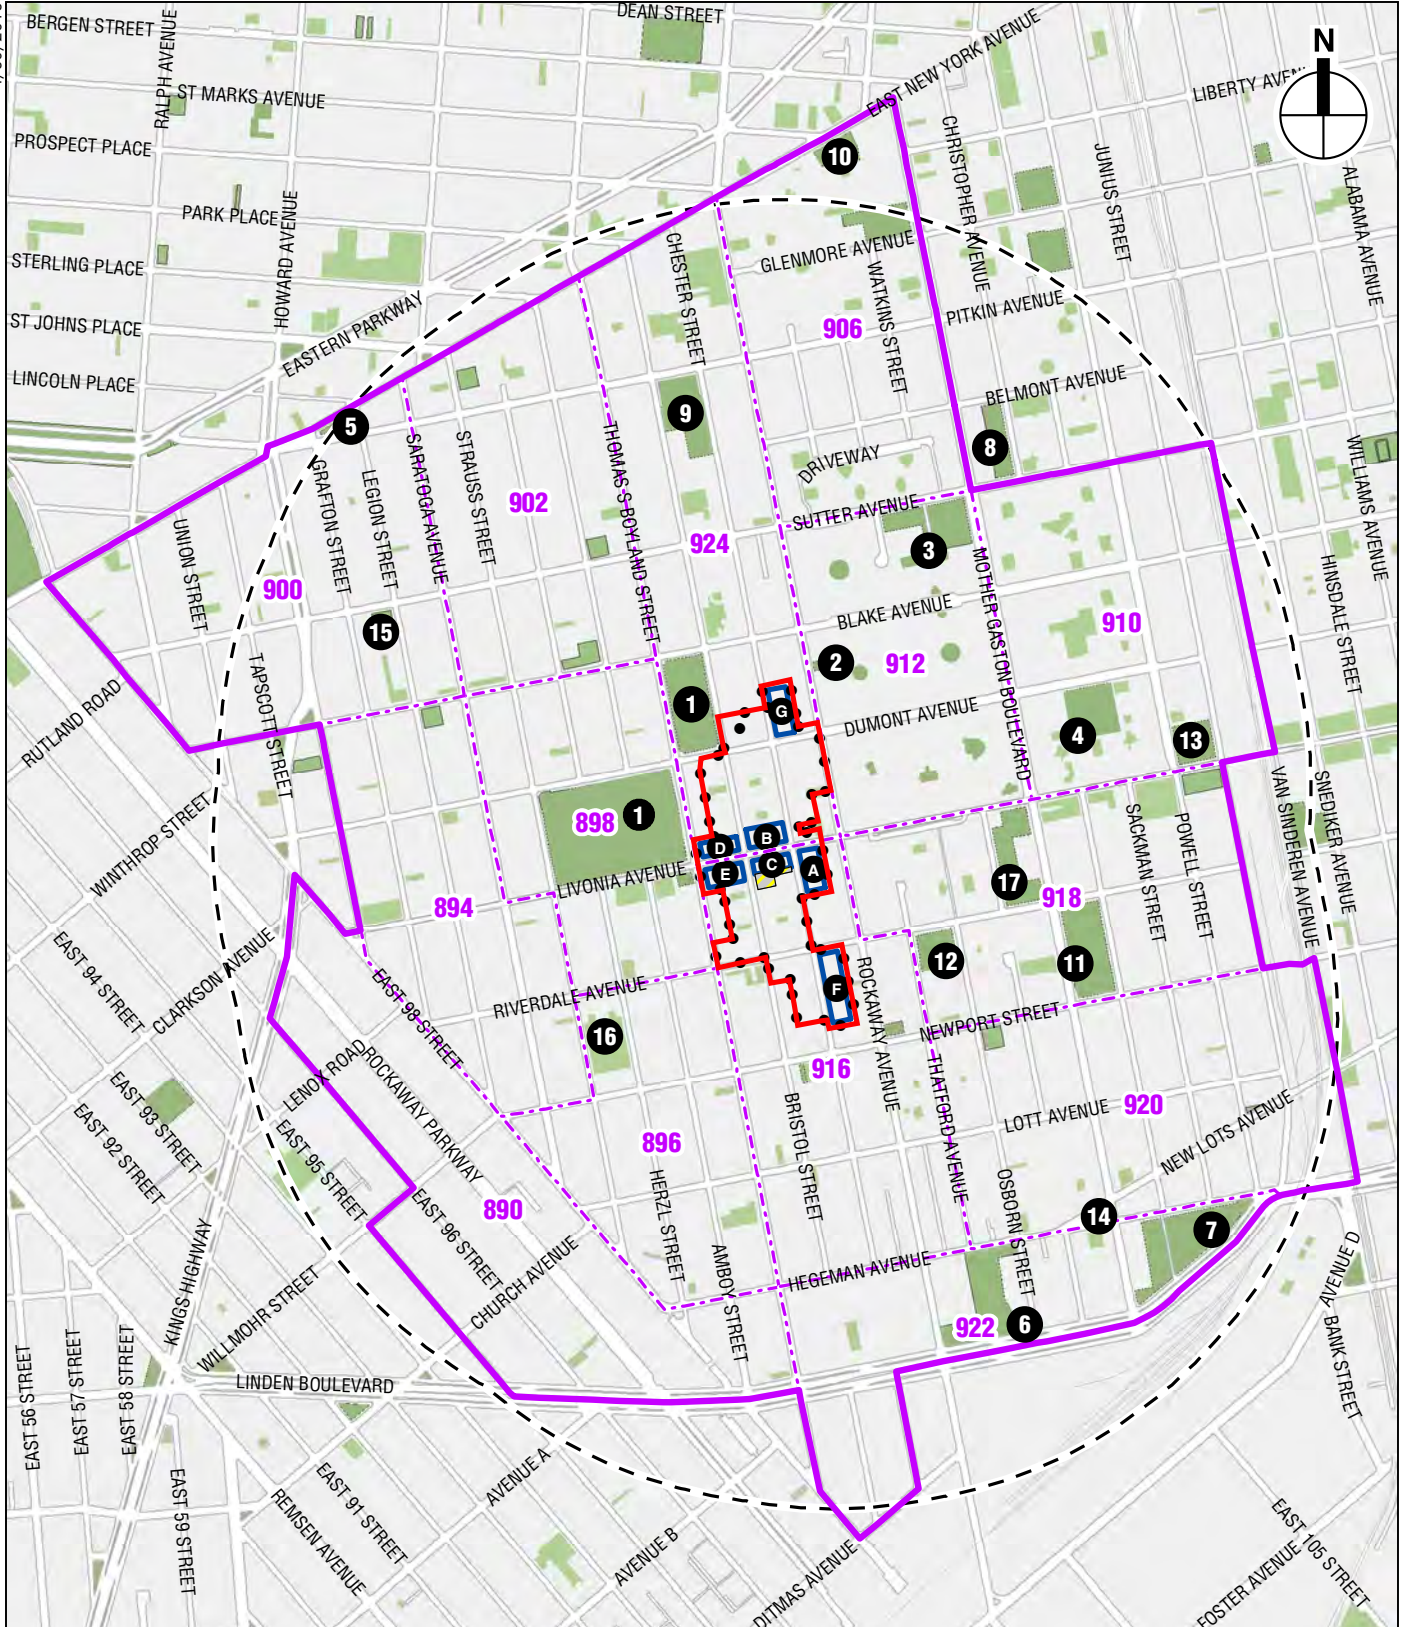 DEAN STREET
BERGEN STREET
RALPH AVENUE
EAST NEW YORK AVENUE
N
LIBERTY AVEN
ST MARKS AVENUE
PROSPECT PLACE
10
CHRISTOPHER AVENUE
JUNIUS STREET
ALABAMA AVENUE
PARK PLACE
HOWARD AVENUE
STERLING PLACE
CHESTER STREET
GLENMORE AVENUE
WATKINS STREET
ST JOHNS PLACE
EASTERN PARKWAY
906
PITKIN AVENUE
LINCOLN PLACE
BELMONT AVENUE
5
9
8
SARATOGA AVENUE
STRAUSS STREET
THOMAS S BOYLAND STREET
DRIVEWAY
WILLIAMS AVENUE
GRAFTON STREET
LEGION STREET
902
UNION STREET
SUTTER AVENUE
924
3
900
MOTHER GASTON BOULEVARD
HINSDALE STREET
15
BLAKE AVENUE
910
2
912
TAPSCOTT STREET
RUTLAND ROAD
1
G
DUMONT AVENUE
4
13
WINTHROP STREET
898
1
VAN SINDEREN AVENUE
SNEDIKER AVENUE
D
B
E
C
A
SACKMAN STREET
POWELL STREET
LIVONIA AVENUE
17
918
894
EAST 94 STREET
CLARKSON AVENUE
EAST 98 STREET
12
11
RIVERDALE AVENUE
F
ROCKAWAY AVENUE
16
NEWPORT STREET
LENOX ROAD
ROCKAWAY PARKWAY
916
THATFORD AVENUE
EAST 93 STREET
EAST 92 STREET
EAST 95 STREET
BRISTOL STREET
LOTT AVENUE
920
NEW LOTS AVENUE
896
HERZL STREET
890
EAST 96 STREET
OSBORN STREET
14
7
KINGS HIGHWAY
WILLMOHR STREET
CHURCH AVENUE
AMBOY STREET
HEGEMAN AVENUE
AVENUE D
922
6
BANK STREET
EAST 56 STREET
EAST 57 STREET
EAST 58 STREET
LINDEN BOULEVARD
EAST 59 STREET
REMSEN AVENUE
EAST 91 STREET
AVENUE A
AVENUE B
DITMAS AVENUE
EAST 105 STREET
FOSTER AVENUE